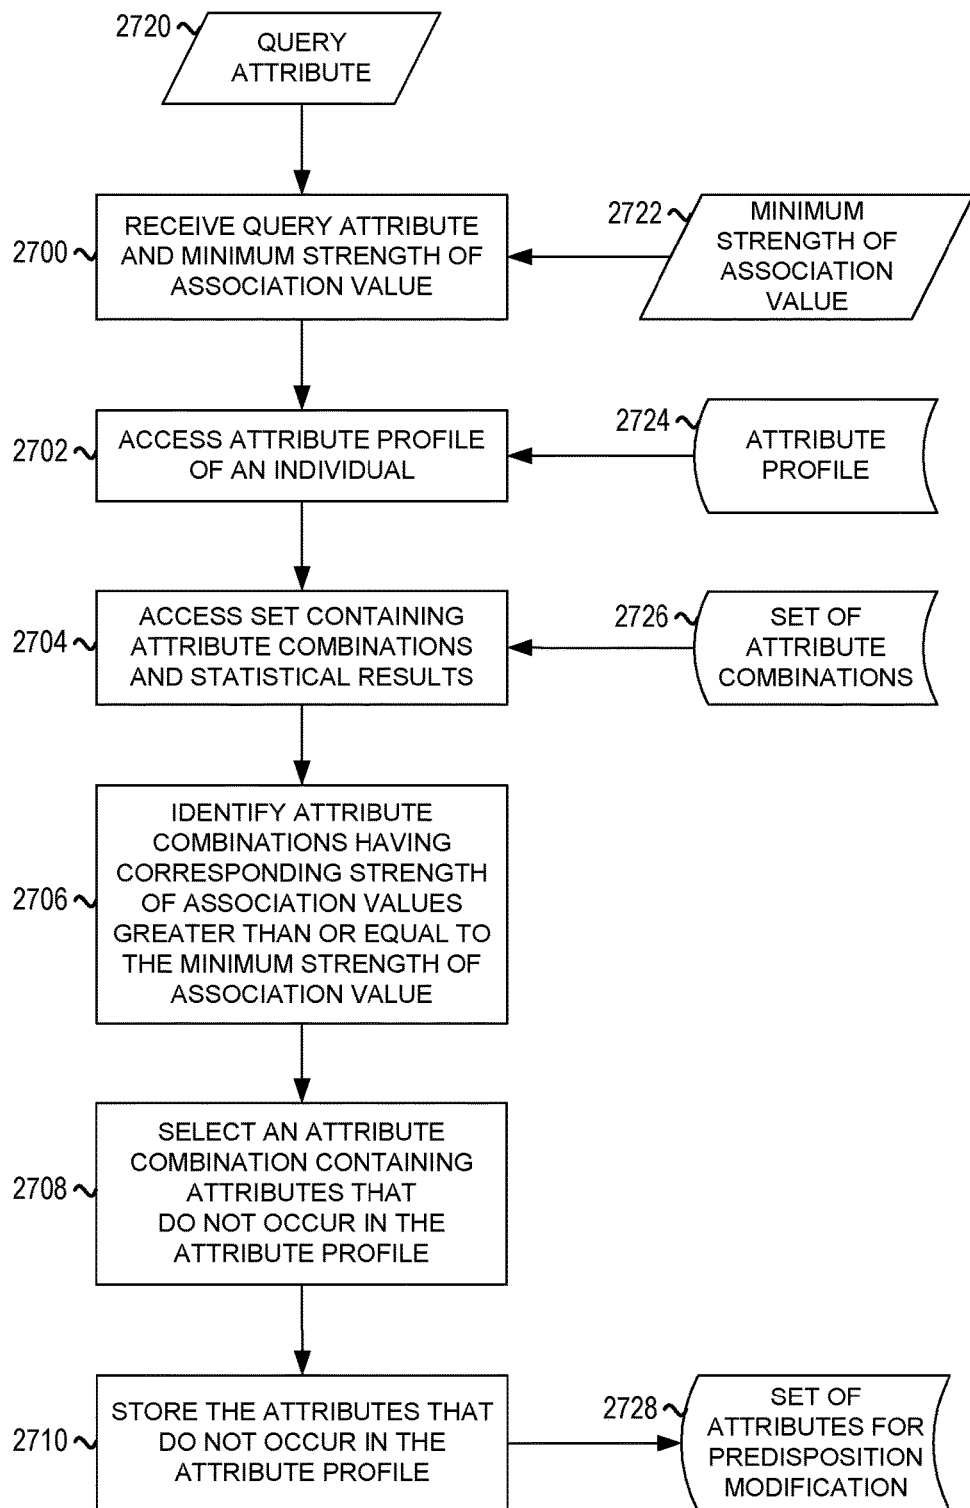 2720
QUERY
ATTRIBUTE
2700
RECEIVE QUERY ATTRIBUTE
AND MINIMUM STRENGTH OF
ASSOCIATION VALUE
2722
MINIMUM
STRENGTH OF
ASSOCIATION
VALUE
2702
ACCESS ATTRIBUTE PROFILE
OF AN INDIVIDUAL
2724
ATTRIBUTE
PROFILE
2704
ACCESS SET CONTAINING
ATTRIBUTE COMBINATIONS
AND STATISTICAL RESULTS
2726
SET OF
ATTRIBUTE
COMBINATIONS
2706
IDENTIFY ATTRIBUTE
COMBINATIONS HAVING
CORRESPONDING STRENGTH
OF ASSOCIATION VALUES
GREATER THAN OR EQUAL TO
THE MINIMUM STRENGTH OF
ASSOCIATION VALUE
2708
SELECT AN ATTRIBUTE
COMBINATION CONTAINING
ATTRIBUTES THAT
DO NOT OCCUR IN THE
ATTRIBUTE PROFILE
2710
STORE THE ATTRIBUTES THAT
DO NOT OCCUR IN THE
ATTRIBUTE PROFILE
2728
SET OF
ATTRIBUTES FOR
PREDISPOSITION
MODIFICATION